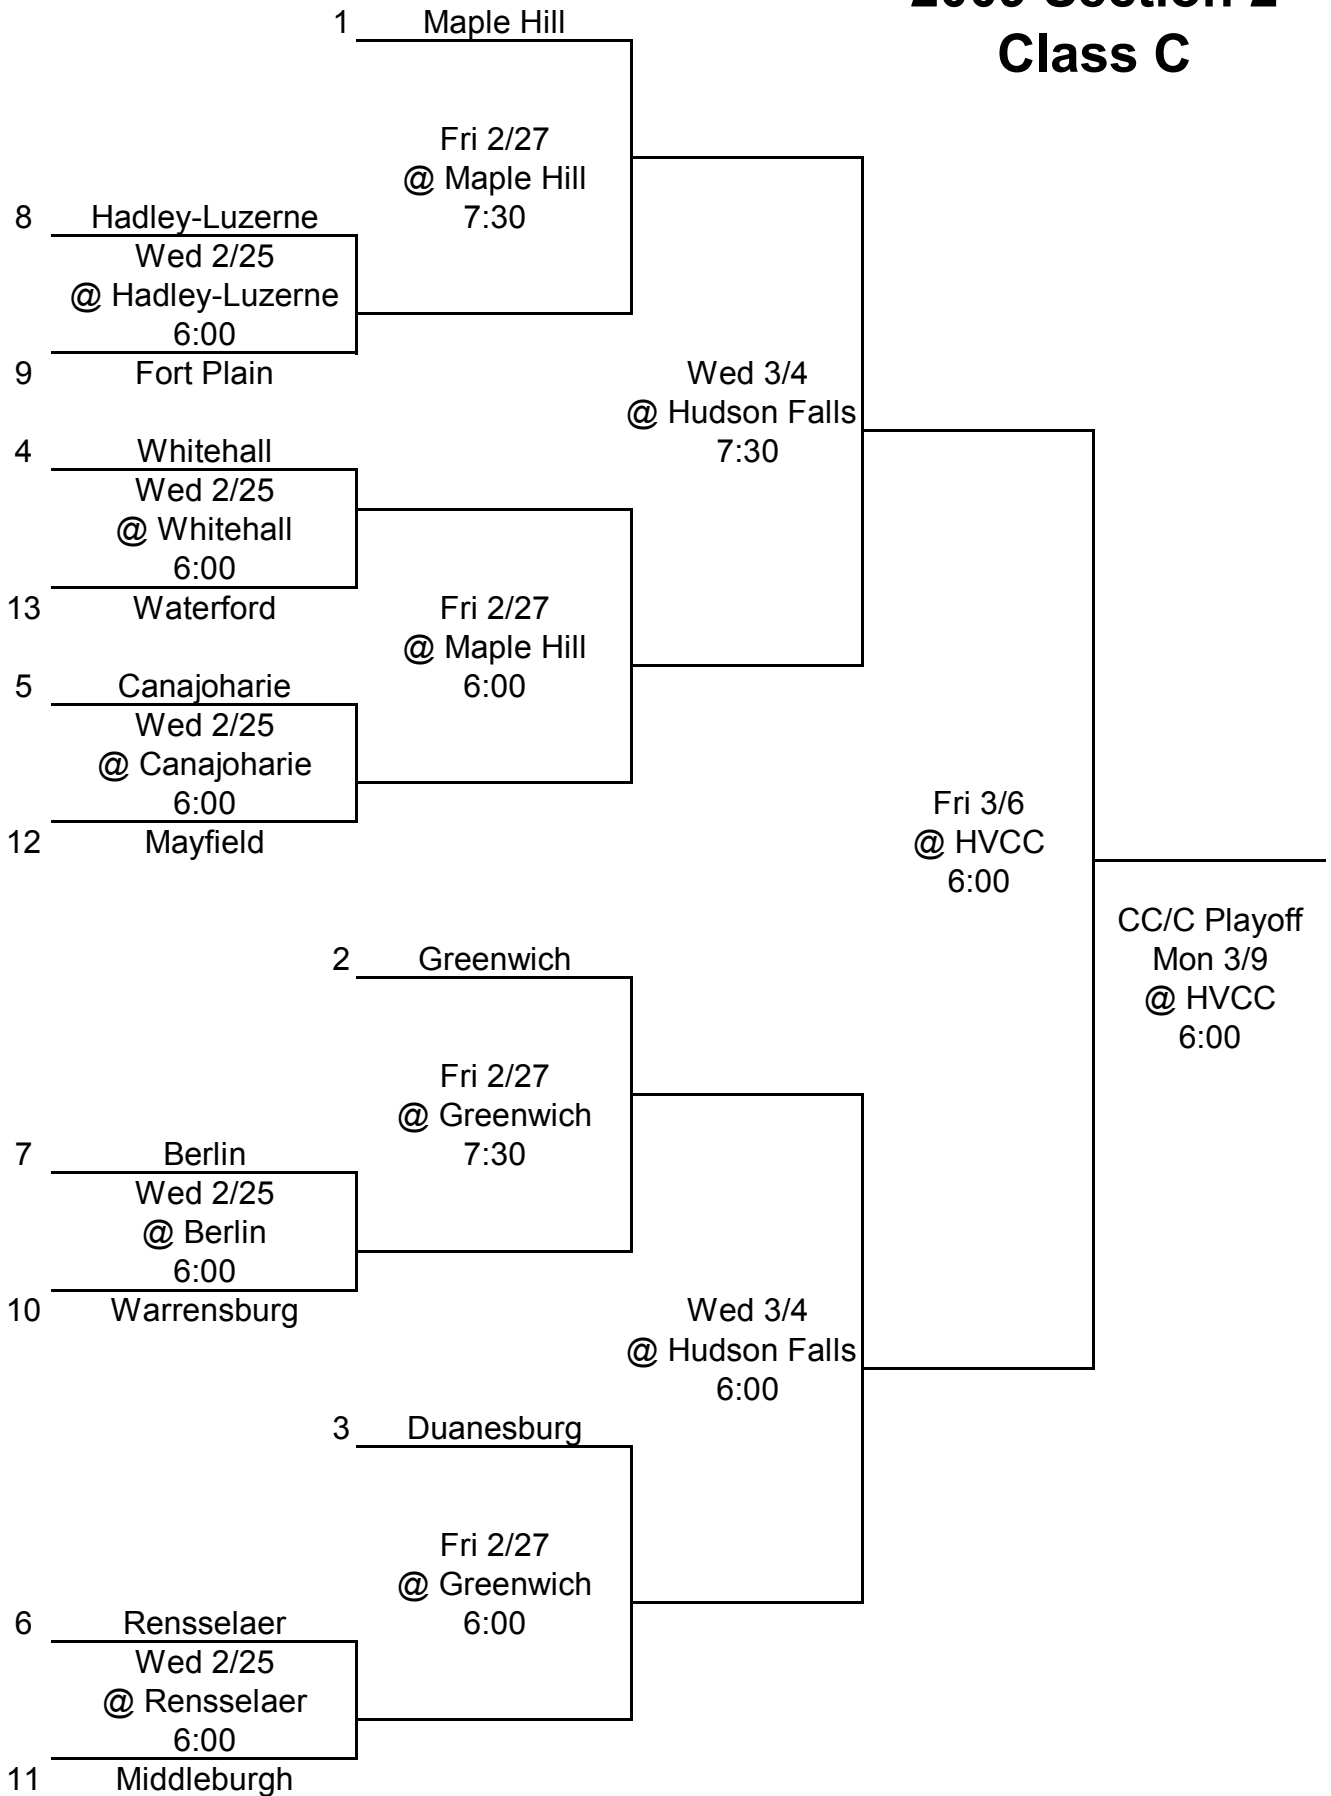 2009 Section 2
Class C
1 Maple Hill
Fri 2/27
@ Maple Hill
7:30
8 Hadley-Luzerne
Wed 2/25
@ Hadley-Luzerne
6:00
9 Fort Plain
Wed 3/4
@ Hudson Falls
7:30
4 Whitehall
Wed 2/25
@ Whitehall
6:00
13 Waterford
Fri 2/27
@ Maple Hill
6:00
5 Canajoharie
Wed 2/25
@ Canajoharie
6:00
12 Mayfield
Fri 3/6
@ HVCC
6:00
CC/C Playoff
Mon 3/9
@ HVCC
6:00
2 Greenwich
Fri 2/27
@ Greenwich
7:30
7 Berlin
Wed 2/25
@ Berlin
6:00
10 Warrensburg
Wed 3/4
@ Hudson Falls
6:00
3 Duanesburg
Fri 2/27
@ Greenwich
6:00
6 Rensselaer
Wed 2/25
@ Rensselaer
6:00
11 Middleburgh